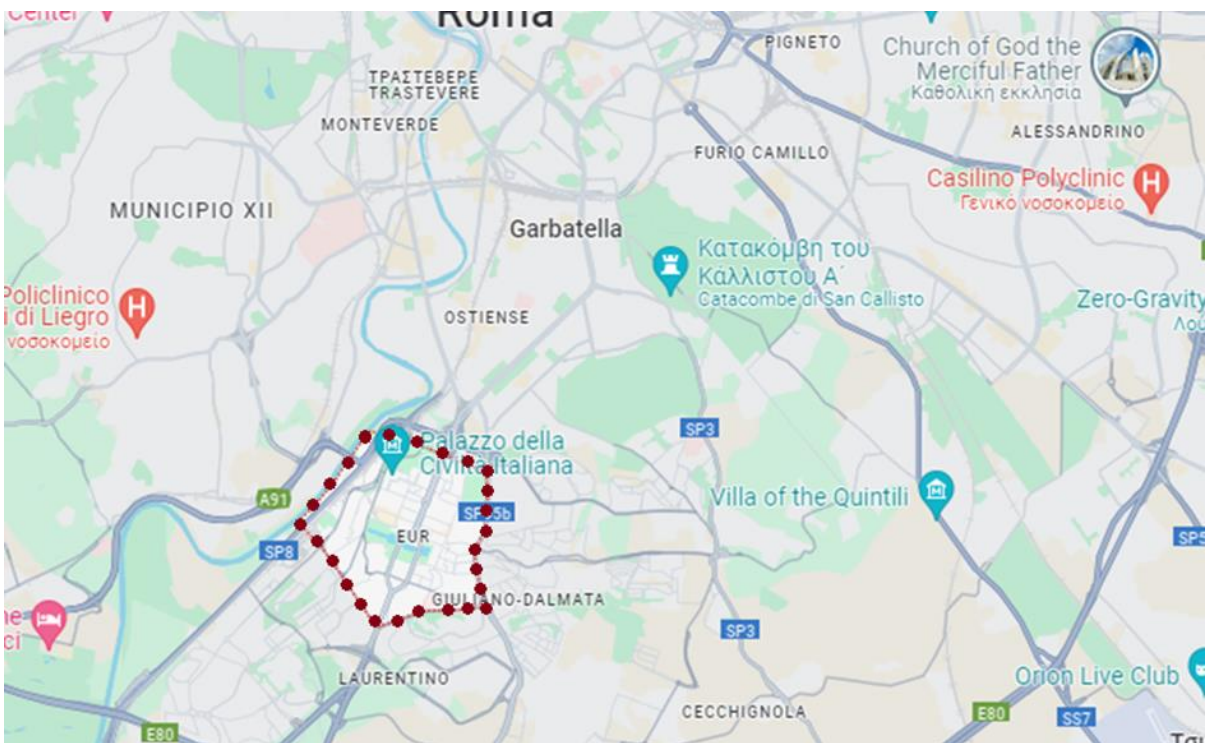 Center
Roma
PIGNETO
Church of God the
Merciful Father
Καθολική εκκλησία
ΤΡΑΣΤΕΒΕΡΕ
TRASTEVERE
MONTEVERDE
ALESSANDRINO
FURIO CAMILLO
Casilino Polyclinic
Γενικό νοσοκομείο
H
MUNICIPIO XII
Garbatella
Κατακόμβη του
Κάλλιστου Α΄
Catacombe di San Callisto
Policlinico
i di Liegro
νοσοκομείο
H
Zero-Gravity
Λού
OSTIENSE
SP3
Palazzo della
Civiltà Italiana
A91
Villa of the Quintili
SP8
EUR
SP5
GIULIANO-DALMATA
SP3
ci
LAURENTINO
Orion Live Club
CECCHIGNOLA
E80
SS7
E80